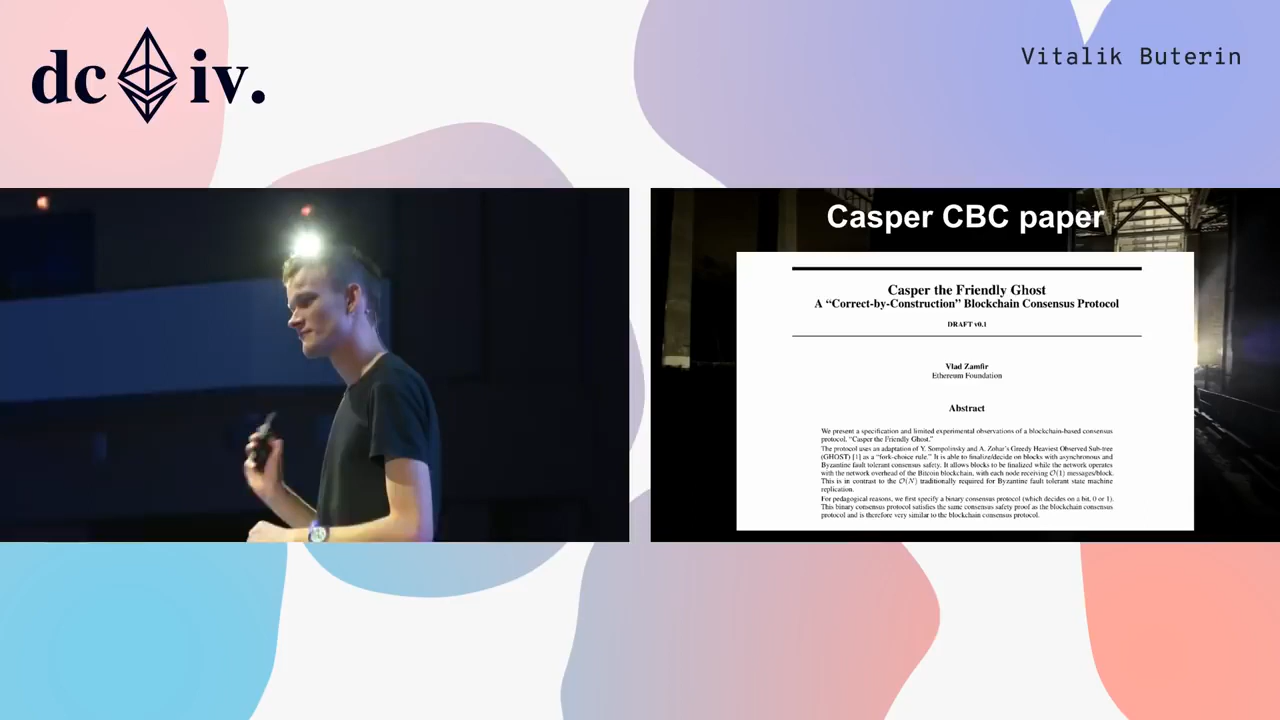 dc iv.
Vitalik Buterin
Casper CBC paper
Casper the Friendly Ghost
A “Correct-by-Construction” Blockchain Consensus Protocol
DRAFT v0.1
Vlad Zamfir
Ethereum Foundation
Abstract
We present a specification and limited experimental observations of a blockchain-based consensus
protocol, “Casper the Friendly Ghost.”
The protocol uses an adaptation of Y. Sompolinsky and A. Zohar's Greedy Heaviest Observed Sub-tree
(GHOST) [1] as a “fork-choice rule.” It is able to finalize/decide on blocks with asynchronous and
Byzantine fault tolerant consensus safety. It allows blocks to be finalized while the network operates
with the network overhead of the Bitcoin blockchain, with each node receiving O(1) messages/block.
This is in contrast to the O(N) traditionally required for Byzantine fault tolerant state machine
replication.
For pedagogical reasons, we first specify a binary consensus protocol (which decides on a bit, 0 or 1).
This binary consensus protocol satisfies the same consensus safety proof as the blockchain consensus
protocol and is therefore very similar to the blockchain consensus protocol.